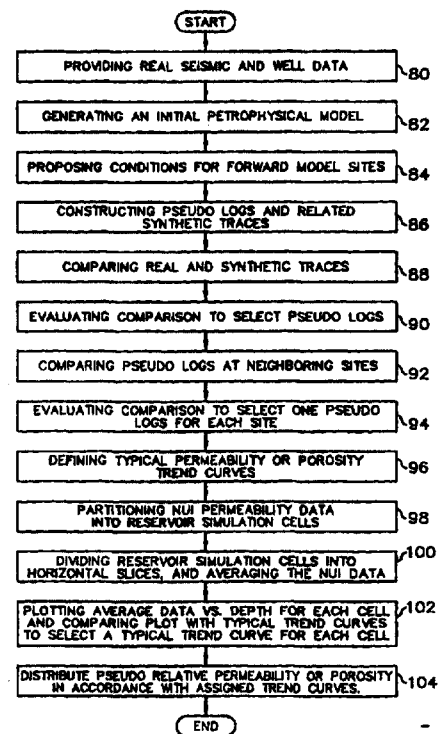 START
PROVIDING REAL SEISMIC AND WELL DATA
80
GENERATING AN INITIAL PETROPHYSICAL MODEL
82
PROPOSING CONDITIONS FOR FORWARD MODEL SITES
84
CONSTRUCTING PSEUDO LOGS AND RELATED
SYNTHETIC TRACES
86
COMPARING REAL AND SYNTHETIC TRACES
88
EVALUATING COMPARISON TO SELECT PSEUDO LOGS
90
COMPARING PSEUDO LOGS AT NEIGHBORING SITES
92
EVALUATING COMPARISON TO SELECT ONE PSEUDO
LOGS FOR EACH SITE
94
DEFINING TYPICAL PERMEABILITY OR POROSITY
TREND CURVES
96
PARTITIONING NUI PERMEABILITY DATA
INTO RESERVOIR SIMULATION CELLS
98
DIVIDING RESERVOIR SIMULATION CELLS INTO
HORIZONTAL SLICES, AND AVERAGING THE NUI DATA
100
PLOTTING AVERAGE DATA VS. DEPTH FOR EACH CELL
AND COMPARING PLOT WITH TYPICAL TREND CURVES
TO SELECT A TYPICAL TREND CURVE FOR EACH CELL
102
DISTRIBUTE PSEUDO RELATIVE PERMEABILITY OR POROSITY
IN ACCORDANCE WITH ASSIGNED TREND CURVES.
104
END